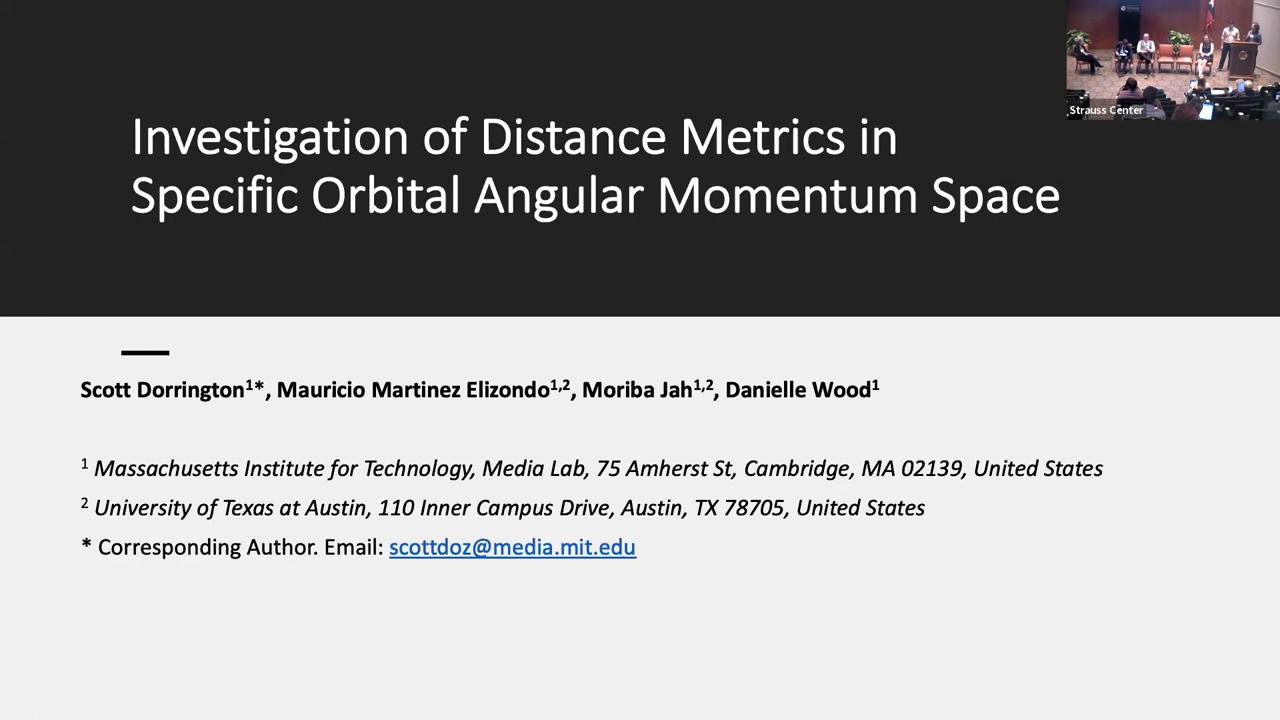 Investigation of Distance Metrics in
Specific Orbital Angular Momentum Space
Strauss Center
Scott Dorrington¹*, Mauricio Martinez Elizondo¹,², Moriba Jah¹,², Danielle Wood¹
¹ Massachusetts Institute for Technology, Media Lab, 75 Amherst St, Cambridge, MA 02139, United States
² University of Texas at Austin, 110 Inner Campus Drive, Austin, TX 78705, United States
* Corresponding Author. Email: scottdoz@media.mit.edu